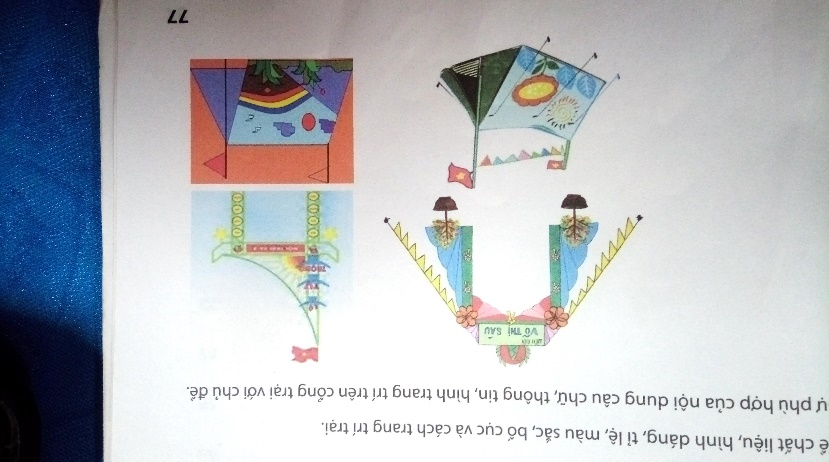 ề chất liệu, hình dáng, tỉ lệ, màu sắc, bố cục và cách trang trí trại.
ự phù hợp của nội dung câu chữ, thông tin, hình trang trí trên cổng trại với chủ đề.
VÕ THỊ SÁU
77